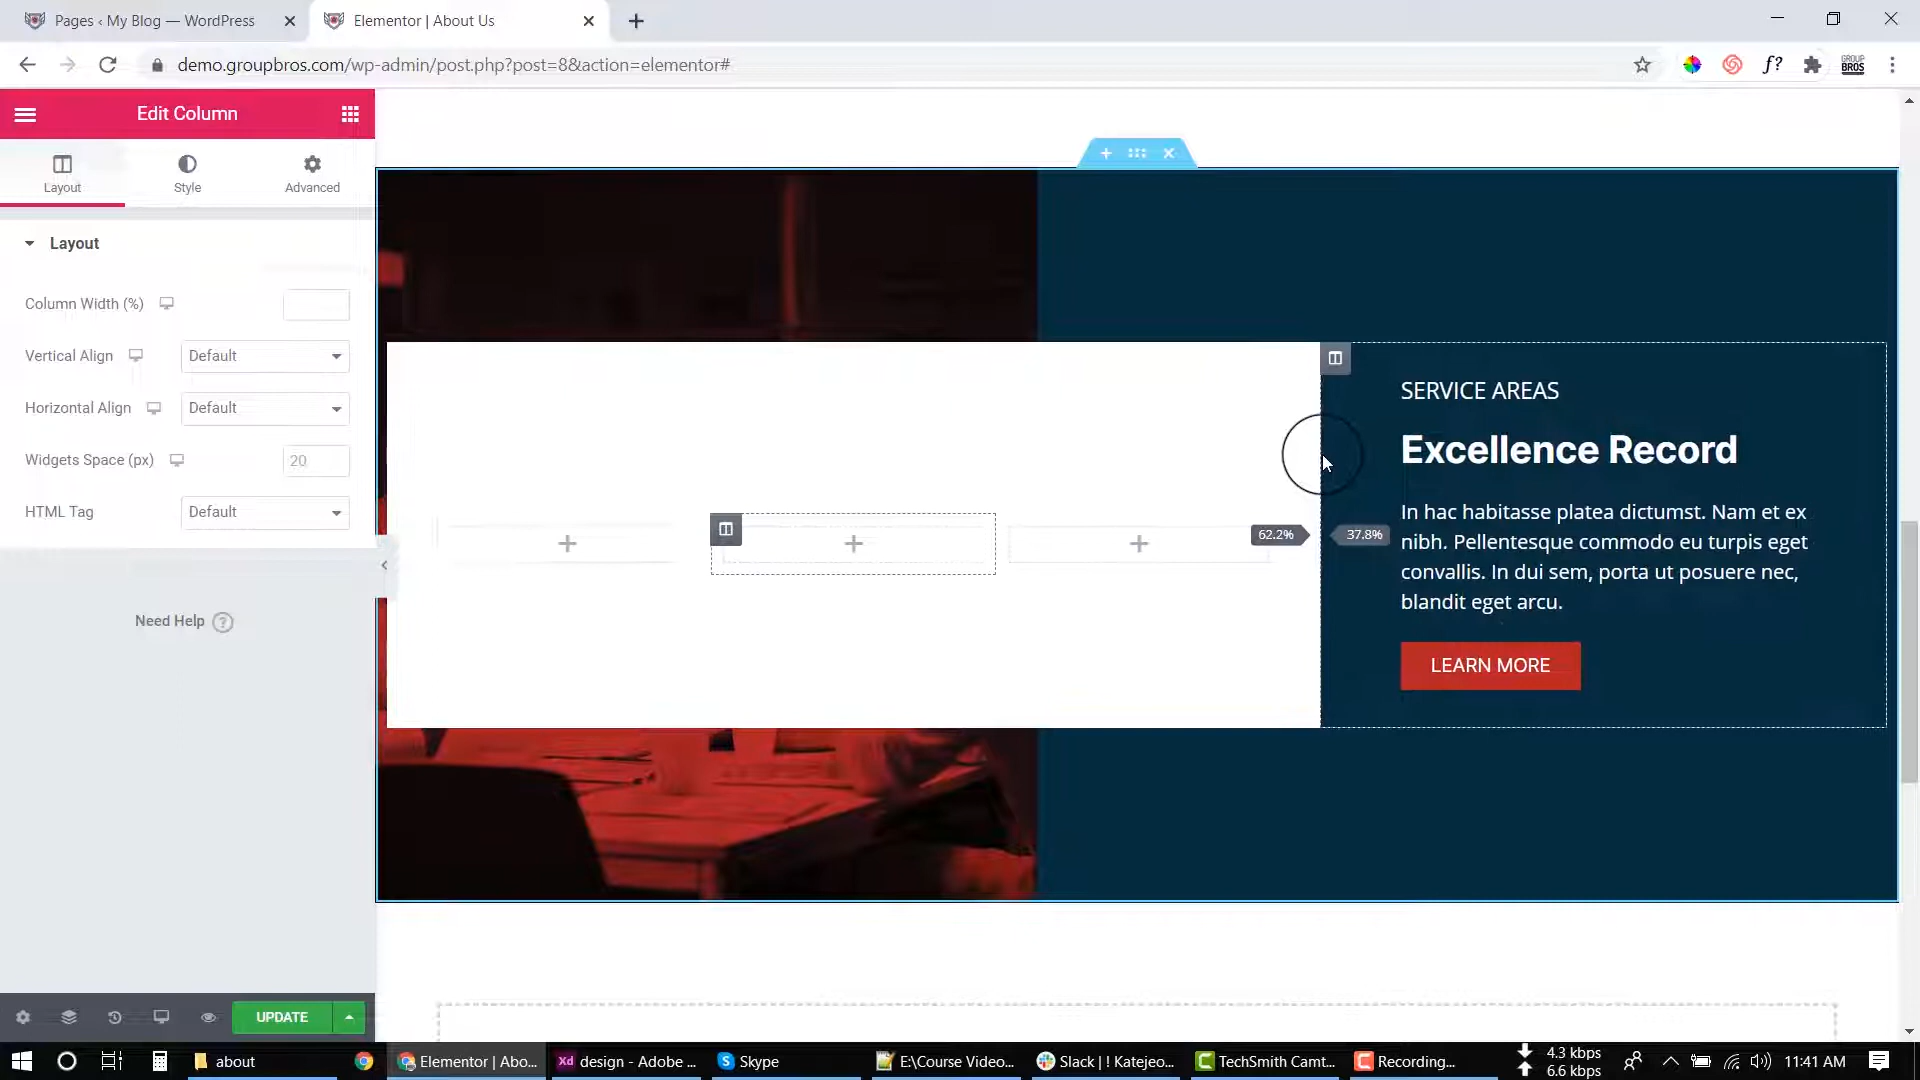 Pages ‹ My Blog — WordPress
Elementor | About Us
demo.groupbros.com/wp-admin/post.php?post=8&action=elementor#
f?
GROUP
BROS
Edit Column
Layout
Style
Advanced
Layout
Column Width (%)
Vertical Align
Default
Horizontal Align
Default
Widgets Space (px)
20
HTML Tag
Default
Need Help
?
UPDATE
62.2%
37.8%
SERVICE AREAS
Excellence Record
In hac habitasse platea dictumst. Nam et ex
nibh. Pellentesque commodo eu turpis eget
convallis. In dui sem, porta ut posuere nec,
blandit eget arcu.
LEARN MORE
about
Elementor | Abo...
Xd
design - Adobe ...
Skype
E:\Course Video...
Slack | ! Katejeo...
TechSmith Camt...
Recording...
4.3 kbps
6.6 kbps
11:41 AM